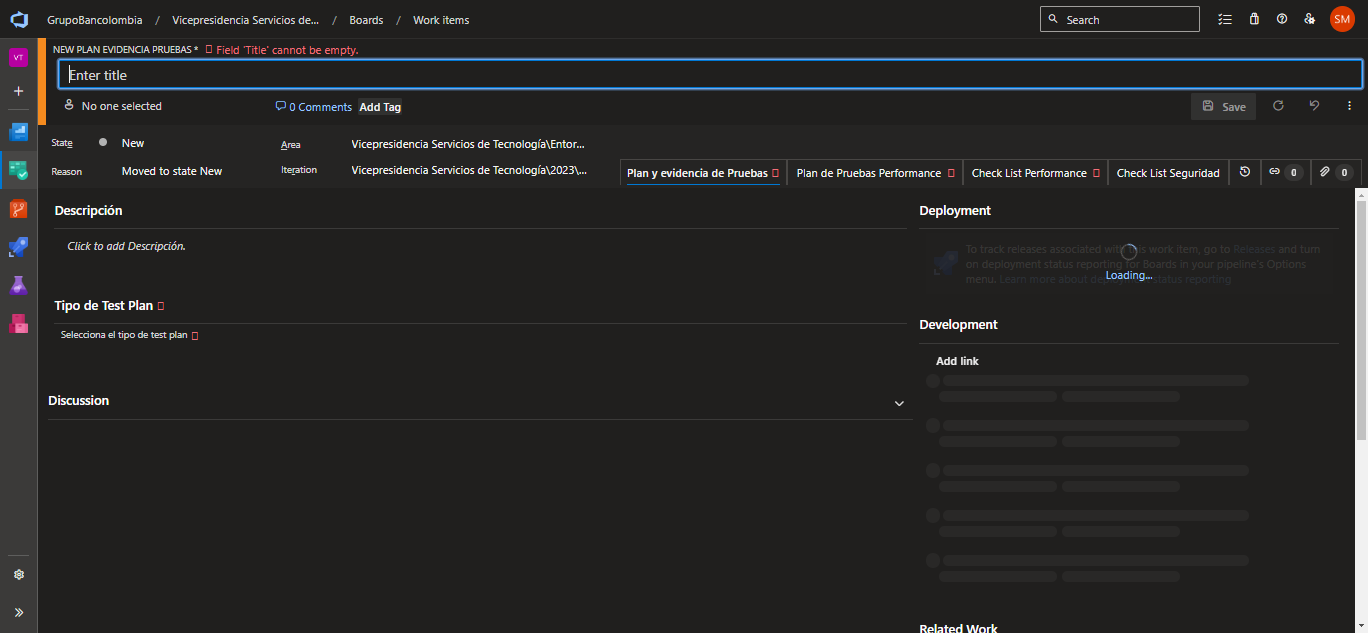 GrupoBancolombia / Vicepresidencia Servicios de... / Boards / Work items
Search
SM
VT
NEW PLAN EVIDENCIA PRUEBAS * Field 'Title' cannot be empty.
Enter title
No one selected
0 Comments
Add Tag
Save
State
New
Area
Vicepresidencia Servicios de Tecnología\Entor...
Reason
Moved to state New
Iteration
Vicepresidencia Servicios de Tecnología\2023\...
Plan y evidencia de Pruebas
Plan de Pruebas Performance
Check List Performance
Check List Seguridad
0
0
Descripción
Click to add Descripción.
Tipo de Test Plan
Selecciona el tipo de test plan
Discussion
Deployment
To track releases associated with this work item, go to Releases and turn
on deployment status reporting for Boards in your pipeline's Options
menu. Learn more about deployment status reporting
Loading...
Development
Add link
Related Work